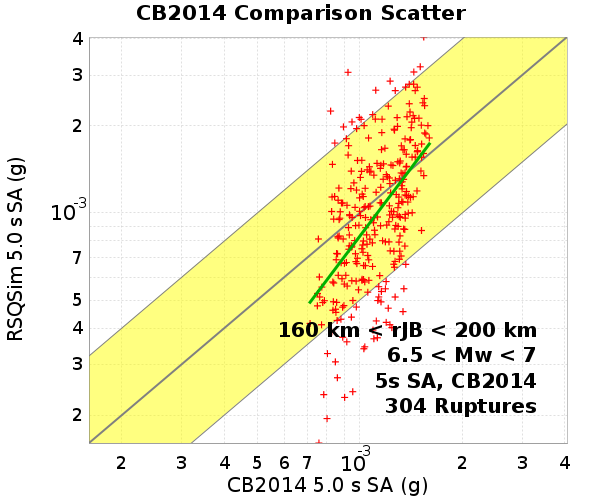 CB2014 Comparison Scatter
4
3
2
10-3
7
5
4
3
2
RSQSim 5.0 s SA (g)
160 km < rJB < 200 km
6.5 < Mw < 7
5s SA, CB2014
304 Ruptures
2 3 4 5 6 7 10-3 2 3 4
CB2014 5.0 s SA (g)